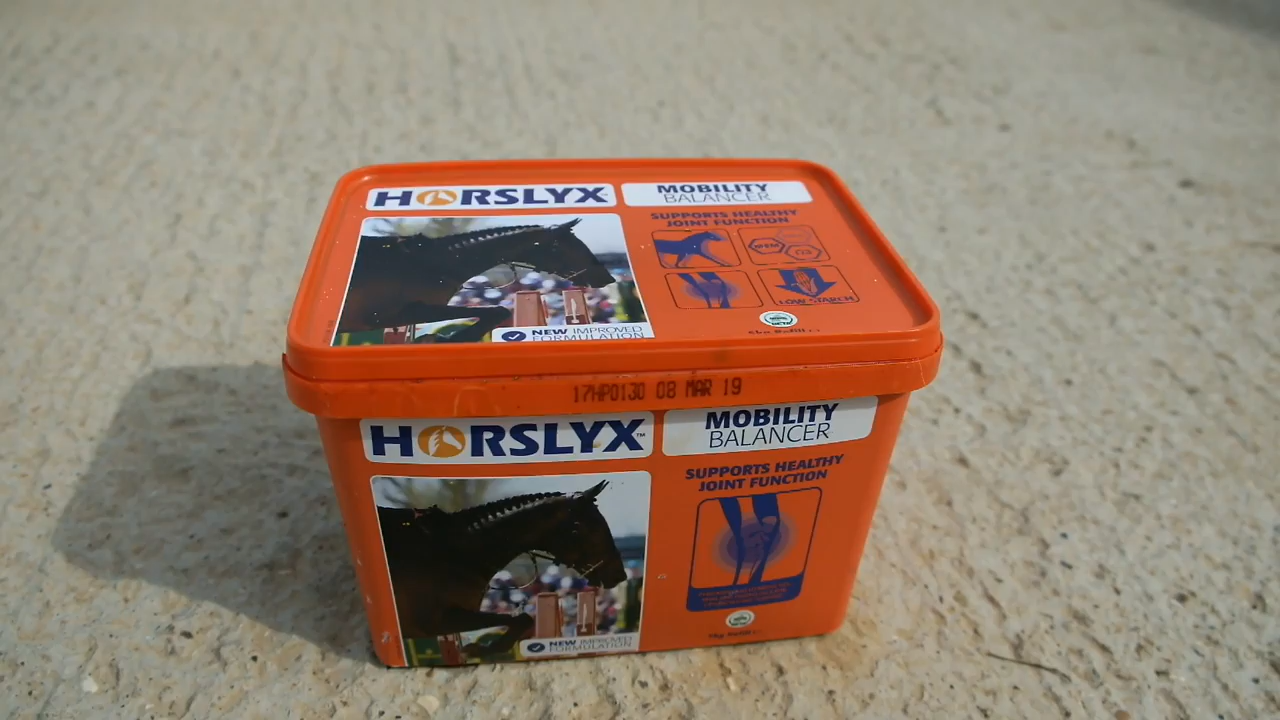 HORSLYX
MOBILITY
BALANCER
SUPPORTS HEALTHY
JOINT FUNCTION
LOW STARCH
NEW IMPROVED
FORMULATION
17HP0130 08 MAR 19
HORSLYX™
MOBILITY
BALANCER
SUPPORTS HEALTHY
JOINT FUNCTION
NEW IMPROVED
FORMULATION